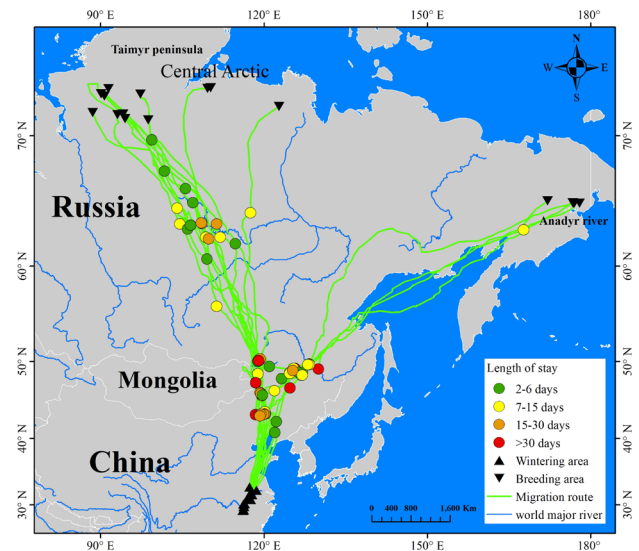 90°E
120°E
150°E
180°
Taimyr peninsula
Central Arctic
N
W
E
S
70°N
70°N
Russia
Anadyr river
60°N
60°N
50°N
50°N
Mongolia
Length of stay
2-6 days
7-15 days
15-30 days
>30 days
Wintering area
Breeding area
Migration route
world major river
40°N
40°N
China
30°N
30°N
0 400 800 1,600 Km
90°E
120°E
150°E
180°